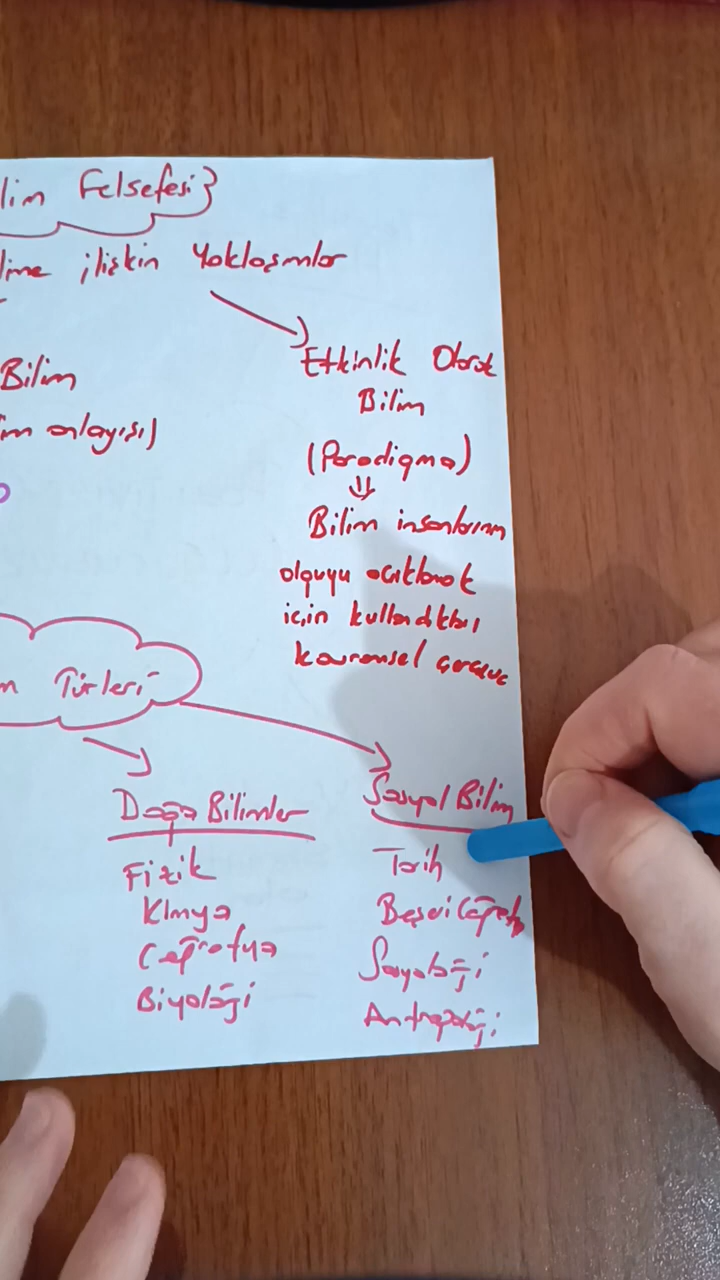 lim Felsefesi}
lime ilişkin Yaklaşımlar
Etkinlik Olarak
Bilim
Bilim
im anlayışı)
(Paradigma)
Bilim insanlarının
olguyu açıklamak
için kullandıkları
kavramsal çerçeve
m Türleri
Doğa Bilimler
Sosyal Bilim
Fizik
Tarih
Kimya
Beşeri Coğrafya
Coğrafya
Sosyoloji
Biyoloji
Antropoloji